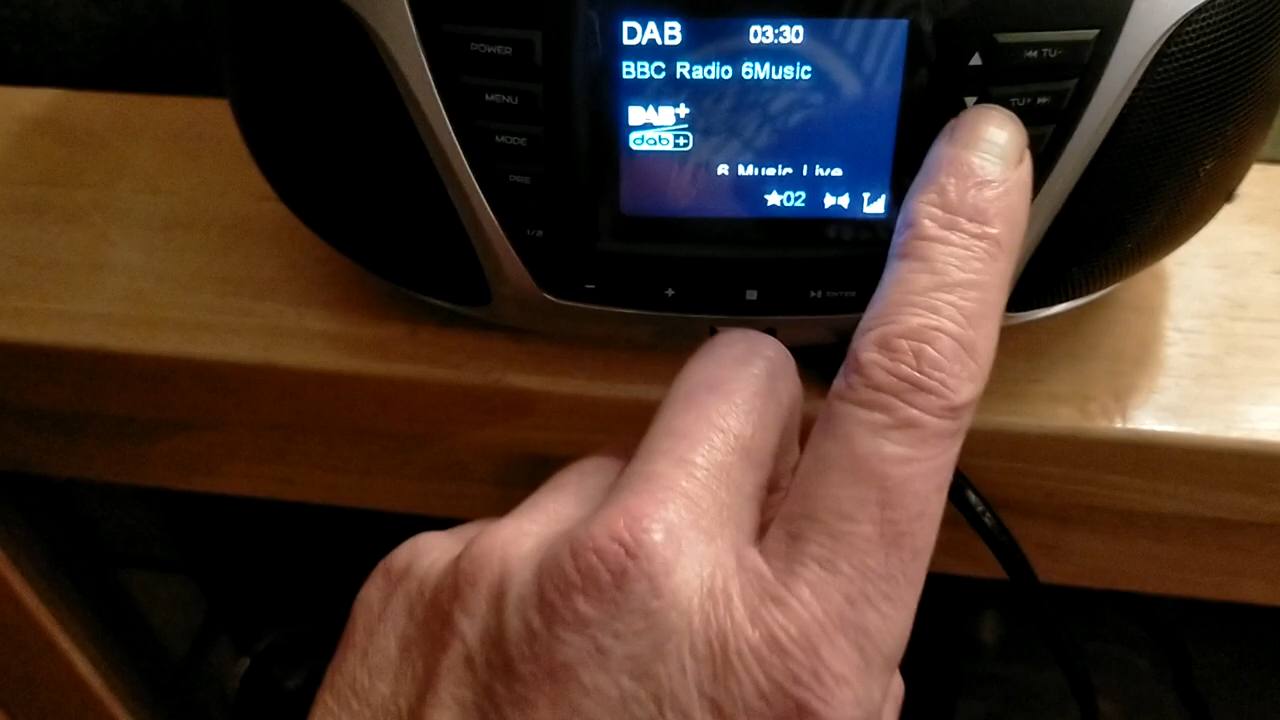 DAB 03:30
BBC Radio 6Music
DAB+
dab+
6 Music Live
02
POWER
MENU
MODE
PRE
1/2
TU-
TU+
- +
ENTER